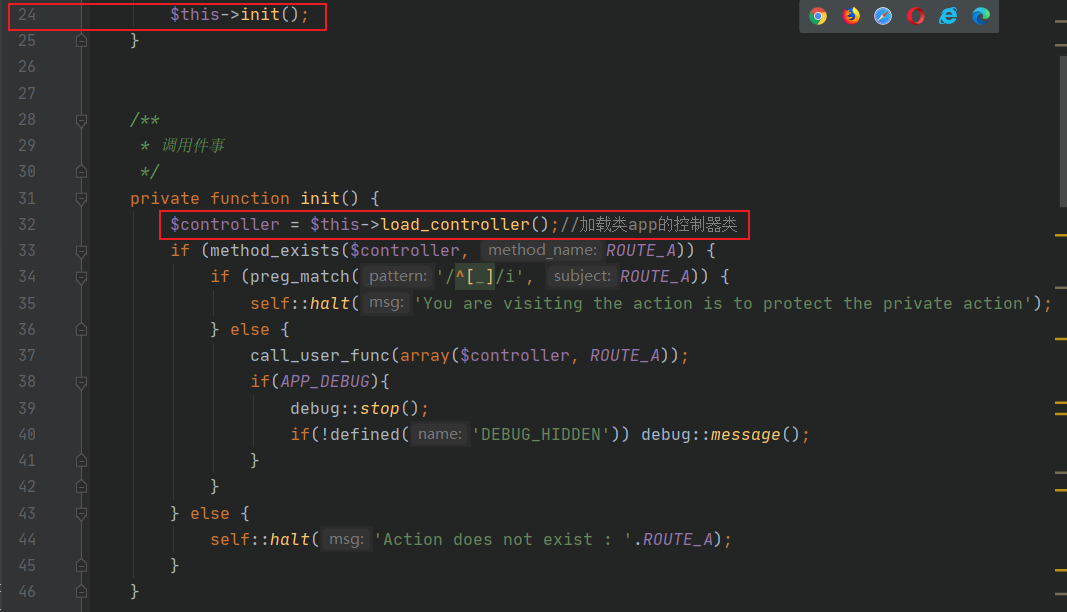 24 $this->init();
25 }
26
27
28 /**
29 * 调用件事
30 */
31 private function init() {
32 $controller = $this->load_controller();//加载类app的控制器类
33 if (method_exists($controller, method_name: ROUTE_A)) {
34 if (preg_match( pattern: '/^[_]/i', subject: ROUTE_A)) {
35 self::halt( msg: 'You are visiting the action is to protect the private action');
36 } else {
37 call_user_func(array($controller, ROUTE_A));
38 if(APP_DEBUG){
39 debug::stop();
40 if(!defined( name: 'DEBUG_HIDDEN')) debug::message();
41 }
42 }
43 } else {
44 self::halt( msg: 'Action does not exist : '.ROUTE_A);
45 }
46 }